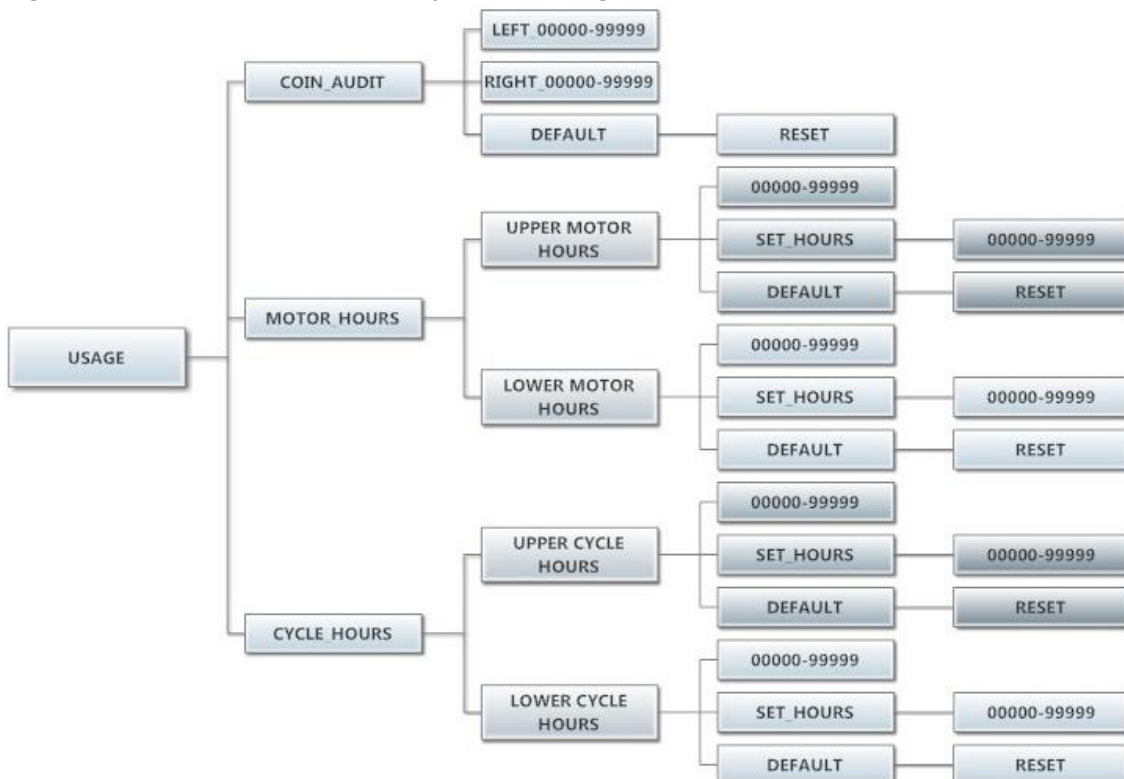 LEFT_00000-99999
COIN_AUDIT
RIGHT_00000-99999
DEFAULT
RESET
00000-99999
UPPER MOTOR
HOURS
SET_HOURS
00000-99999
DEFAULT
RESET
MOTOR_HOURS
00000-99999
USAGE
LOWER MOTOR
HOURS
SET_HOURS
00000-99999
DEFAULT
RESET
00000-99999
UPPER CYCLE
HOURS
SET_HOURS
00000-99999
DEFAULT
RESET
CYCLE_HOURS
00000-99999
LOWER CYCLE
HOURS
SET_HOURS
00000-99999
DEFAULT
RESET